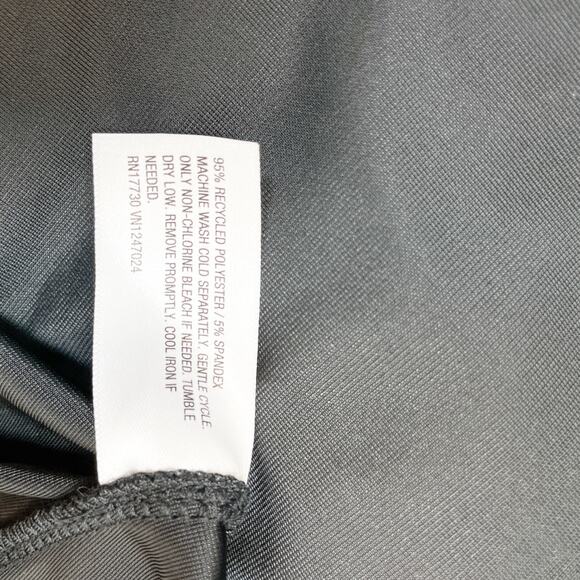 95% RECYCLED POLYESTER / 5% SPANDEX
MACHINE WASH COLD SEPARATELY. GENTLE CYCLE.
ONLY NON-CHLORINE BLEACH IF NEEDED. TUMBLE
DRY LOW. REMOVE PROMPTLY. COOL IRON IF
NEEDED.
RN17730 VN1247024